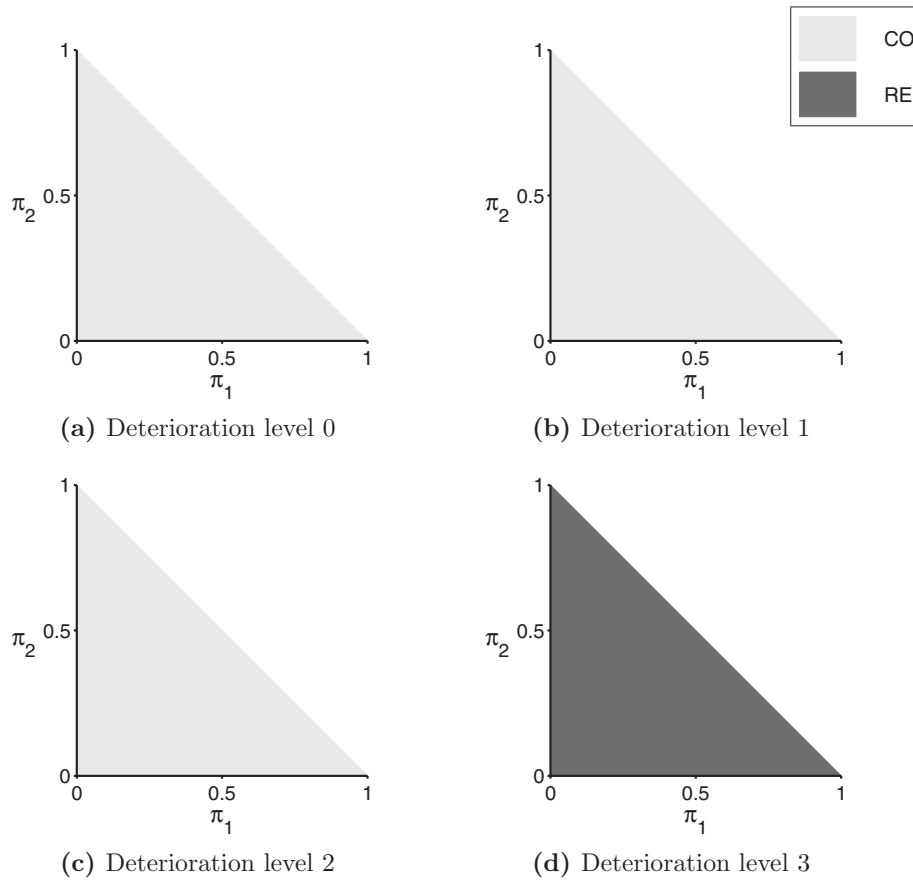 1
0.5
π2
0
0
0.5
1
π1
(a) Deterioration level 0
1
0.5
π2
0
0
0.5
1
π1
(b) Deterioration level 1
CO
RE
1
0.5
π2
0
0
0.5
1
π1
(c) Deterioration level 2
1
0.5
π2
0
0
0.5
1
π1
(d) Deterioration level 3